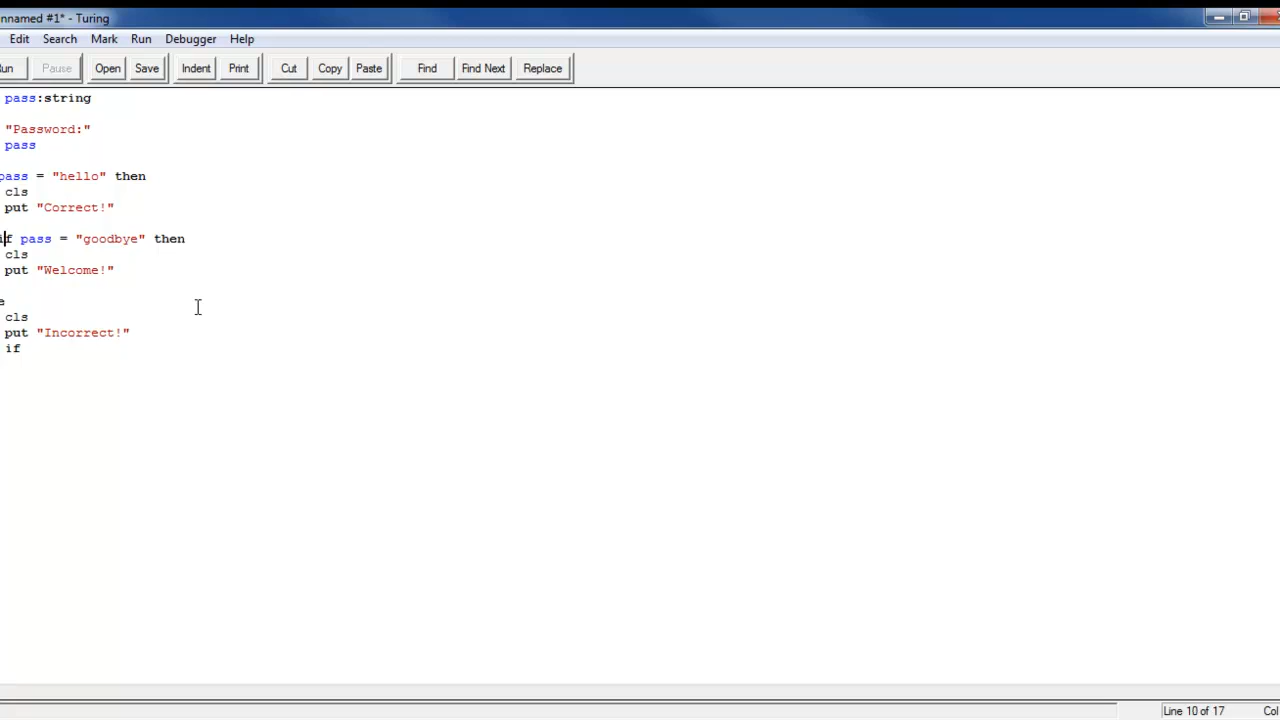 nnamed #1* - Turing
Edit Search Mark Run Debugger Help
un Pause Open Save Indent Print Cut Copy Paste Find Find Next Replace
pass:string
"Password:"
pass
pass = "hello" then
cls
put "Correct!"
if pass = "goodbye" then
cls
put "Welcome!"
e
cls
put "Incorrect!"
if
Line 10 of 17 Col